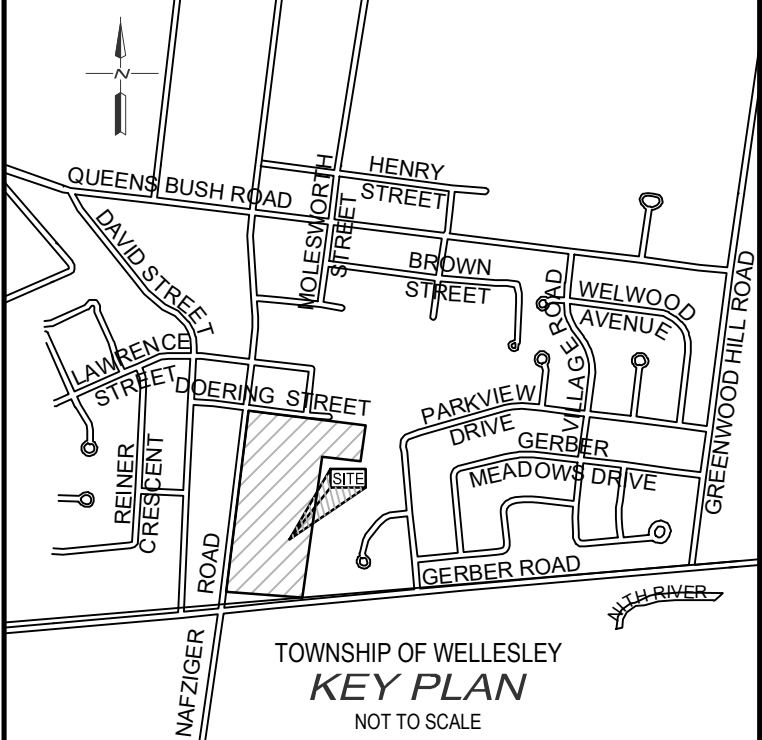 N
HENRY
STREET
QUEENS BUSH ROAD
MOLESWORTH
STREET
DAVID STREET
BROWN
STREET
VILLAGE ROAD
WELWOOD
AVENUE
GREENWOOD HILL ROAD
LAWRENCE
STREET
DOERING STREET
PARKVIEW
DRIVE
GERBER
MEADOWS DRIVE
REINER
CRESCENT
SITE
NAFZIGER ROAD
GERBER ROAD
NITH RIVER
TOWNSHIP OF WELLESLEY
KEY PLAN
NOT TO SCALE